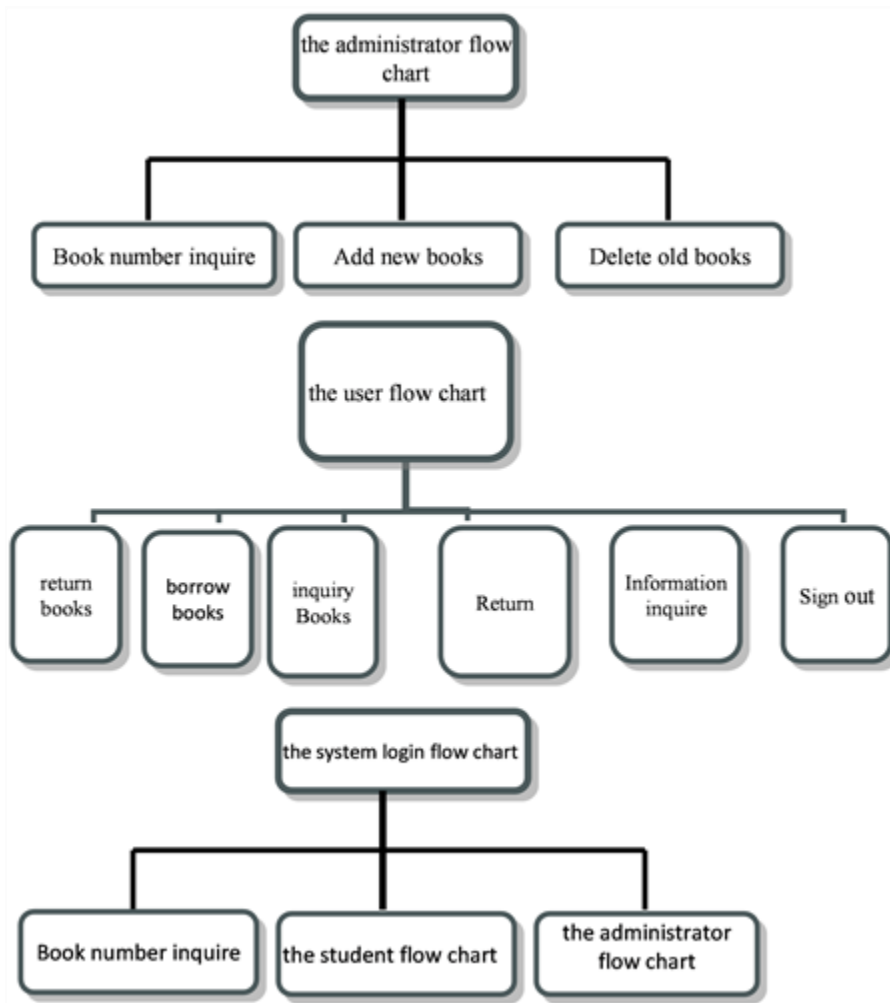 the administrator flow
chart
Book number inquire
Add new books
Delete old books
the user flow chart
return
books
borrow
books
inquiry
Books
Return
Information
inquire
Sign out
the system login flow chart
Book number inquire
the student flow chart
the administrator
flow chart